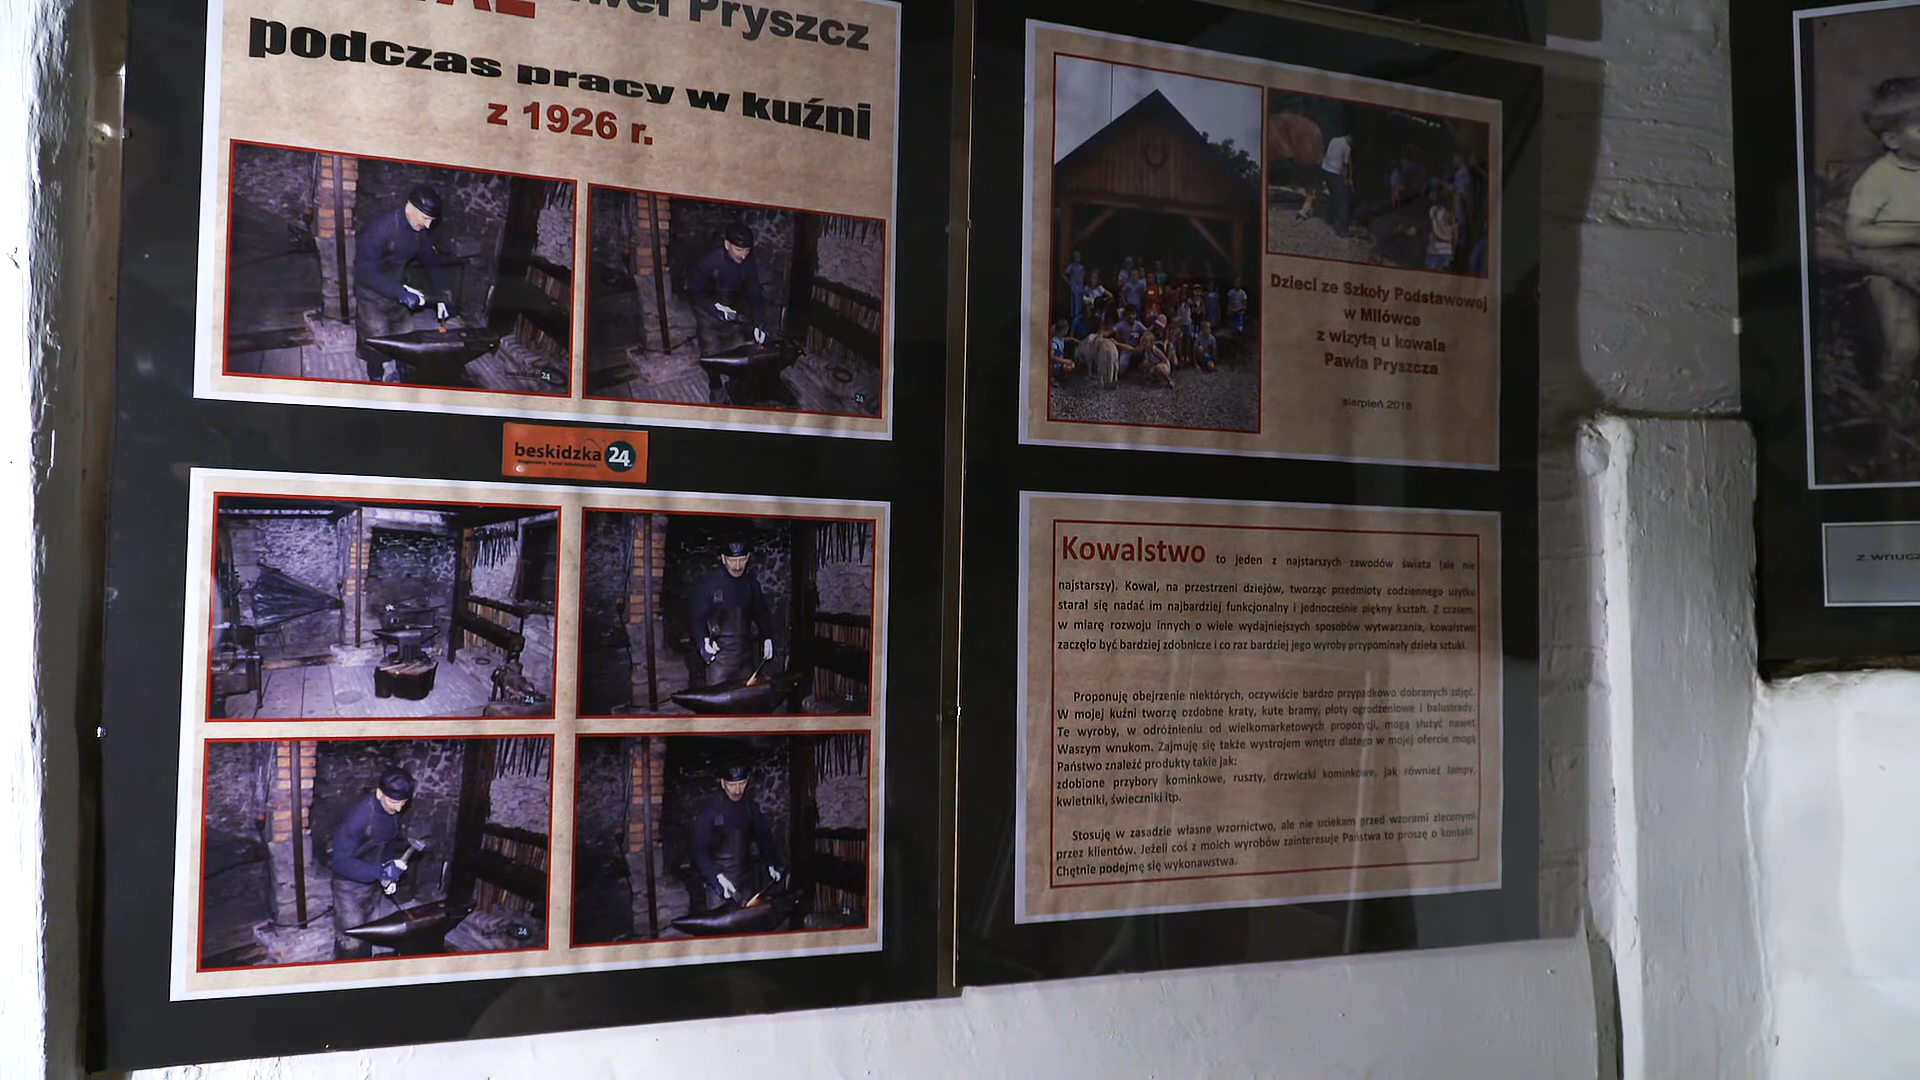 Pryszcz
podczas pracy w kuźni
z 1926 r.
beskidzka 24
Dzieci ze Szkoły Podstawowej
w Milówce
z wizytą u kowala
Pawła Pryszcza
sierpień 2018
Kowalstwo to jeden z najstarszych zawodów świata (ale nie
najstarszy). Kowal, na przestrzeni dziejów, tworząc przedmioty codziennego użytku
starał się nadać im najbardziej funkcjonalny i jednocześnie piękny kształt. Z czasem,
w miarę rozwoju innych o wiele wydajniejszych sposobów wytwarzania, kowalstwo
zaczęło być bardziej zdobnicze i co raz bardziej jego wyroby przypominały dzieła sztuki.
Proponuję obejrzenie niektórych, oczywiście bardzo przypadkowo dobranych zdjęć.
W mojej kuźni tworzę ozdobne kraty, kute bramy, płoty ogrodzeniowe i balustrady.
Te wyroby, w odróżnieniu od wielkomarketowych propozycji, mogą służyć nawet
Waszym wnukom. Zajmuję się także wystrojem wnętrz dlatego w mojej ofercie mogą
Państwo znaleźć produkty takie jak:
zdobione przybory kominkowe, ruszty, drzwiczki kominkowe, jak również lampy,
kwietniki, świeczniki itp.
Stosuję w zasadzie własne wzornictwo, ale nie uciekam przed wzorami zleconymi
przez klientów. Jeżeli coś z moich wyrobów zainteresuje Państwa to proszę o kontakt.
Chętnie podejmę się wykonawstwa.